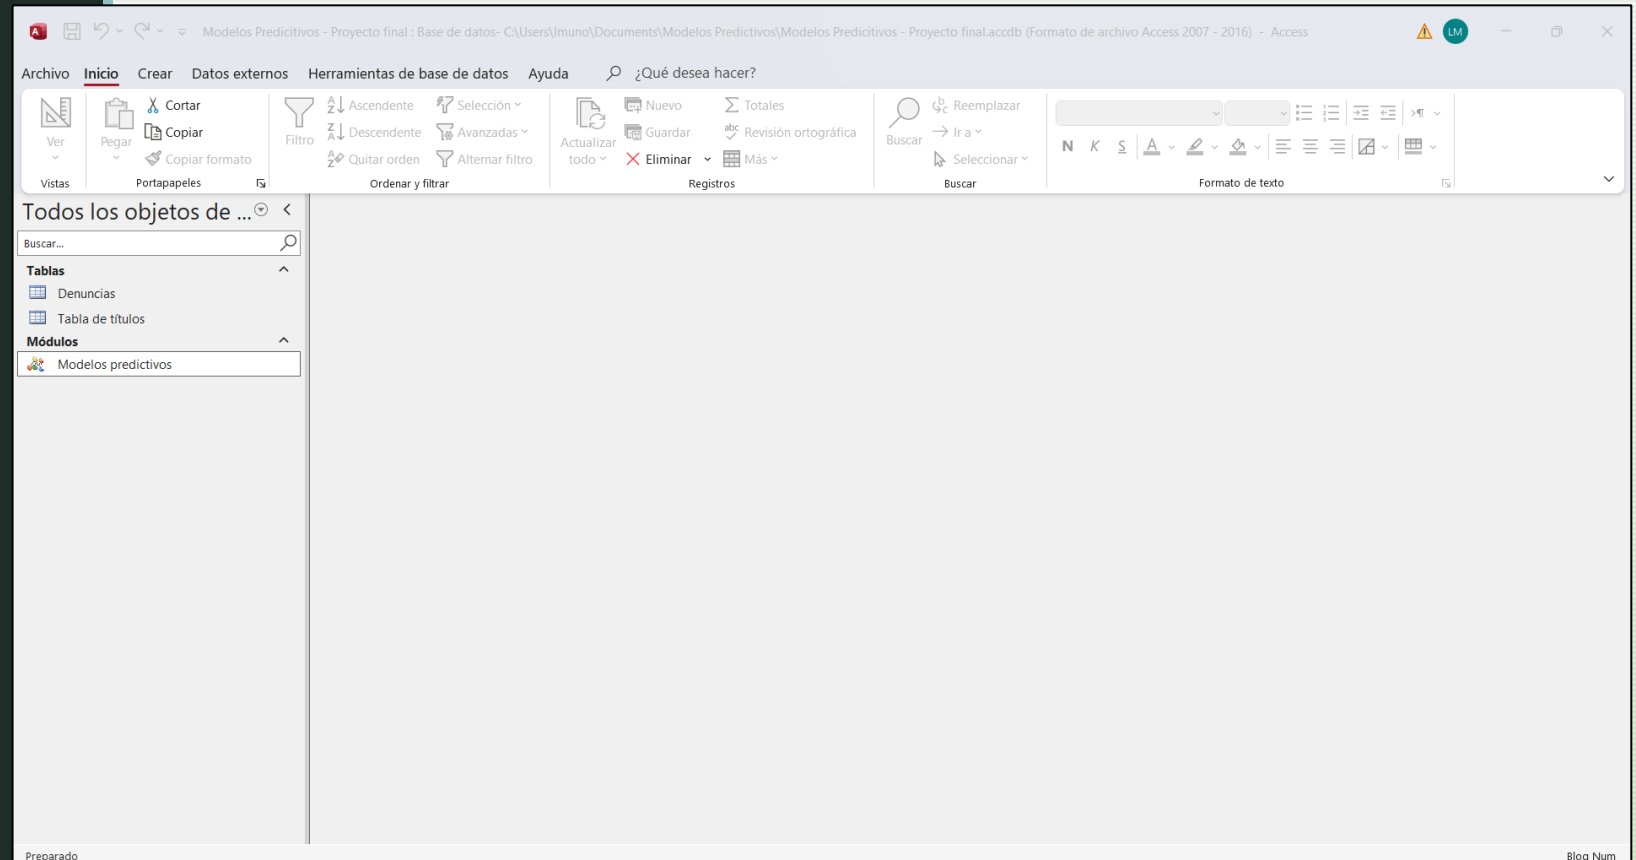 Modelos Predicitivos - Proyecto final : Base de datos- C:\Users\lmuno\Documents\Modelos Predictivos\Modelos Predicitivos - Proyecto final.accdb (Formato de archivo Access 2007 - 2016) - Access
LM
Archivo Inicio Crear Datos externos Herramientas de base de datos Ayuda ¿Qué desea hacer?
Ver
Vistas
Pegar
Cortar
Copiar
Copiar formato
Portapapeles
Filtro
Ascendente
Descendente
Quitar orden
Selección
Avanzadas
Alternar filtro
Ordenar y filtrar
Actualizar
todo
Nuevo
Guardar
Eliminar
Totales
Revisión ortográfica
Más
Registros
Buscar
Reemplazar
Ir a
Seleccionar
Buscar
N K S A
Formato de texto
Todos los objetos de ...
Buscar...
Tablas
Denuncias
Tabla de títulos
Módulos
Modelos predictivos
Preparado
Bloq Num